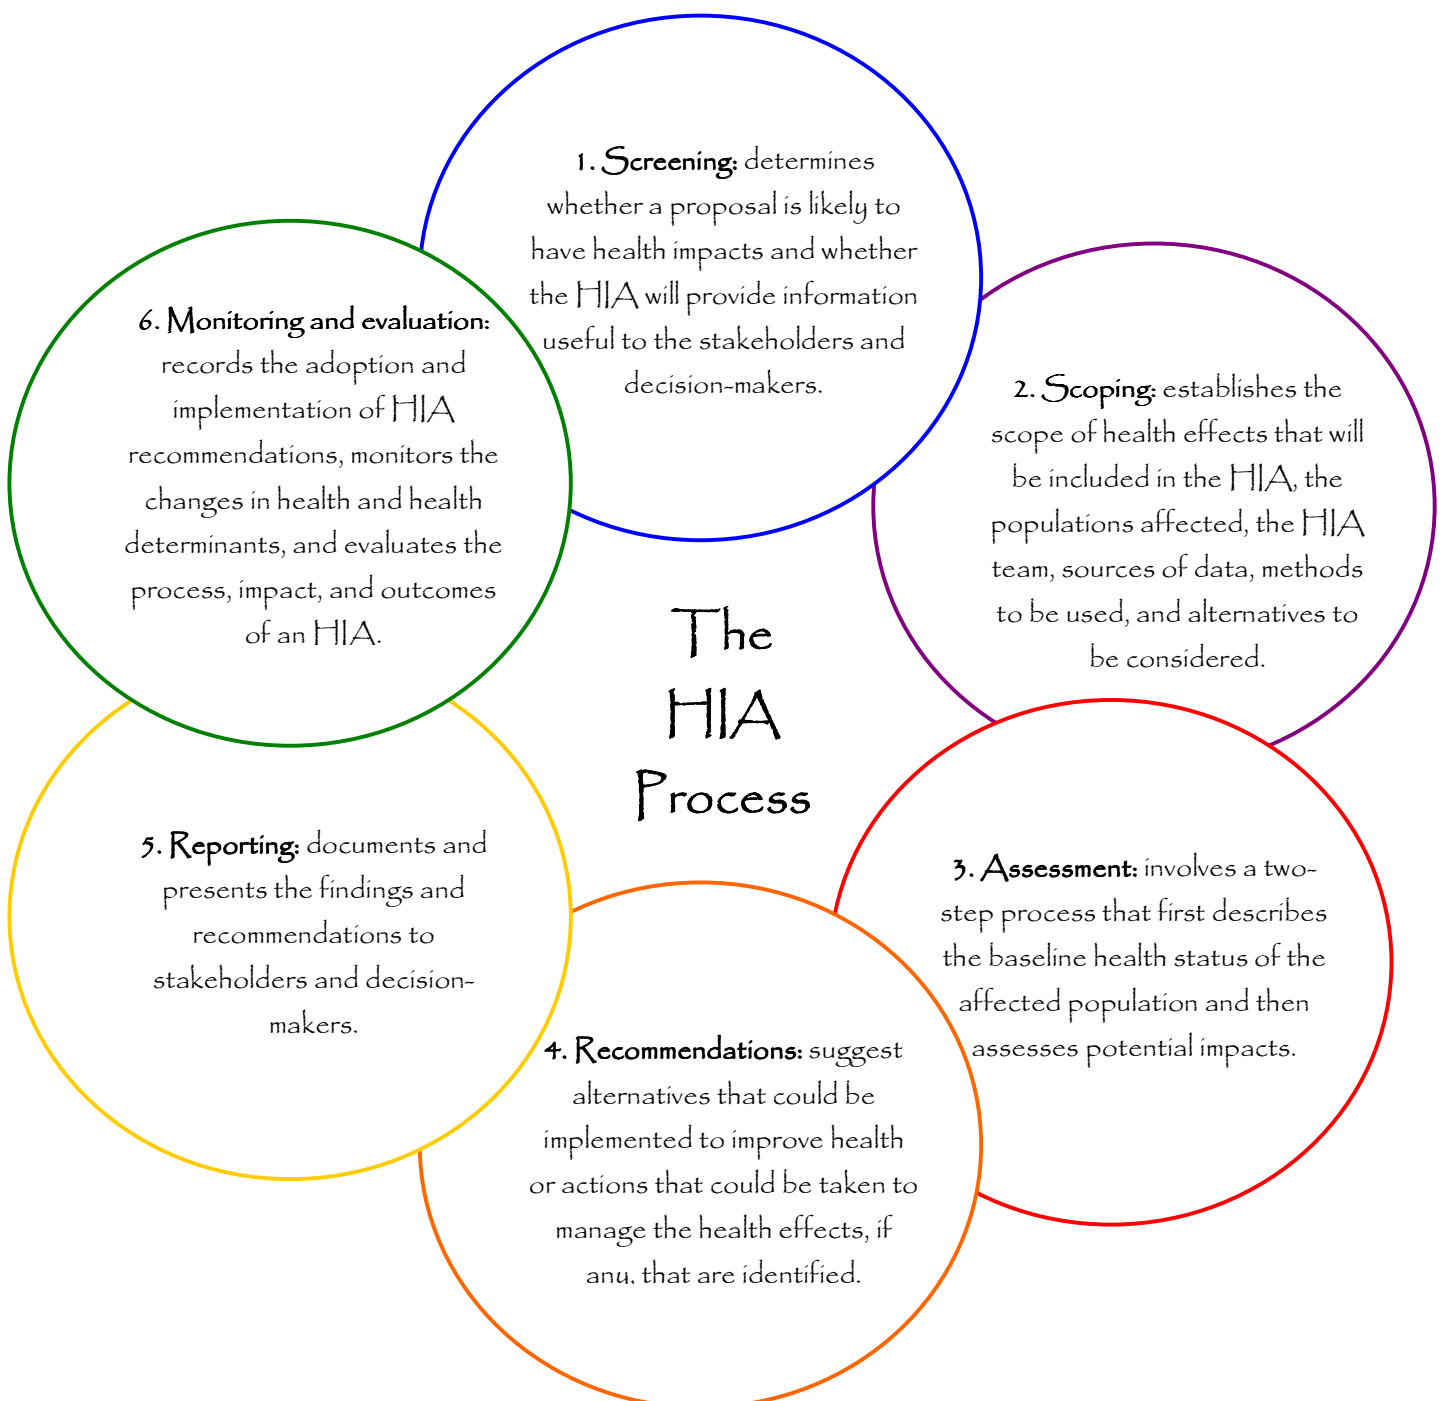 1. Screening: determines
whether a proposal is likely to
have health impacts and whether
the HIA will provide information
useful to the stakeholders and
decision-makers.
2. Scoping: establishes the
scope of health effects that will
be included in the HIA, the
populations affected, the HIA
team, sources of data, methods
to be used, and alternatives to
be considered.
3. Assessment: involves a two-
step process that first describes
the baseline health status of the
affected population and then
assesses potential impacts.
4. Recommendations: suggest
alternatives that could be
implemented to improve health
or actions that could be taken to
manage the health effects, if
any, that are identified.
5. Reporting: documents and
presents the findings and
recommendations to
stakeholders and decision-
makers.
6. Monitoring and evaluation:
records the adoption and
implementation of HIA
recommendations, monitors the
changes in health and health
determinants, and evaluates the
process, impact, and outcomes
of an HIA.
The
HIA
Process